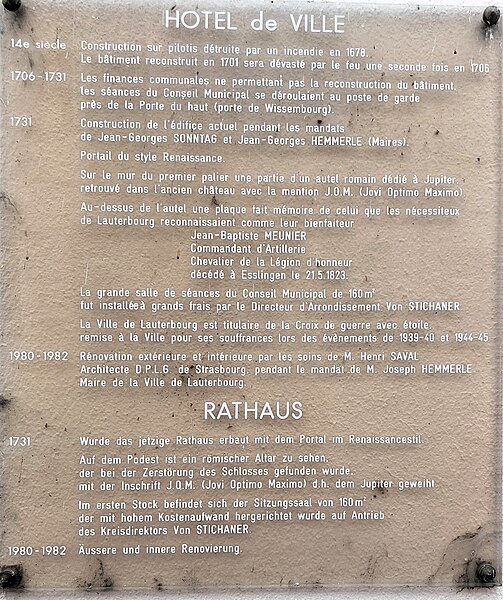 HOTEL de VILLE
14e siècle Construction sur pilotis détruite par un incendie en 1678.
Le bâtiment reconstruit en 1701 sera dévasté par le feu une seconde fois en 1706
1706-1731 Les finances communales ne permettant pas la reconstruction du bâtiment,
les séances du Conseil Municipal se déroulaient au poste de garde
près de la Porte du haut (porte de Wissembourg).
1731 Construction de l'édifice actuel pendant les mandats
de Jean-Georges SONNTAG et Jean-Georges HEMMERLE (Maires).
Portail du style Renaissance.
Sur le mur du premier palier une partie d'un autel romain dédié à Jupiter,
retrouvé dans l'ancien château avec la mention J.O.M. (Jovi Optimo Maximo).
Au-dessus de l'autel une plaque fait mémoire de celui que les nécessiteux
de Lauterbourg reconnaissaient comme leur bienfaiteur
Jean-Baptiste MEUNIER
Commandant d'Artillerie
Chevalier de la Légion d'honneur
décédé à Esslingen le 21.5.1823.
La grande salle de séances du Conseil Municipal de 160m²
fut installée à grands frais par le Directeur d'Arrondissement Von STICHANER.
La Ville de Lauterbourg est titulaire de la Croix de guerre avec étoile,
remise à la Ville pour ses souffrances lors des évènements de 1939-40 et 1944-45
1980-1982 Rénovation extérieure et intérieure par les soins de M. Henri SAVAL
Architecte D.P.L.G. de Strasbourg, pendant le mandat de M. Joseph HEMMERLE
Maire de la Ville de Lauterbourg.
RATHAUS
1731 Wurde das jetzige Rathaus erbaut mit dem Portal im Renaissancestil.
Auf dem Podest ist ein römischer Altar zu sehen,
der bei der Zerstörung des Schlosses gefunden wurde,
mit der Inschrift J.O.M. (Jovi Optimo Maximo) d.h. dem Jupiter geweiht.
Im ersten Stock befindet sich der Sitzungssaal von 160m²
der mit hohem Kostenaufwand hergerichtet wurde auf Antrieb
des Kreisdirektors Von STICHANER.
1980-1982 Äussere und innere Renovierung.